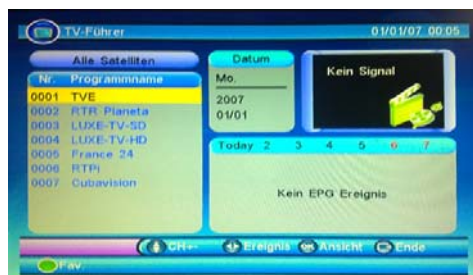 TV-Führer 01/01/07 00:05
Alle Satelliten
Nr. Programmname
0001 TVE
0002 RTR Planeta
0003 LUXE-TV-SD
0004 LUXE-TV-HD
0005 France 24
0006 RTPi
0007 Cubavision
Datum
Mo.
2007
01/01
Kein Signal
Today 2 3 4 5 6 7
Kein EPG Ereignis
CH+- Ereignis Ansicht Ende
Fav.